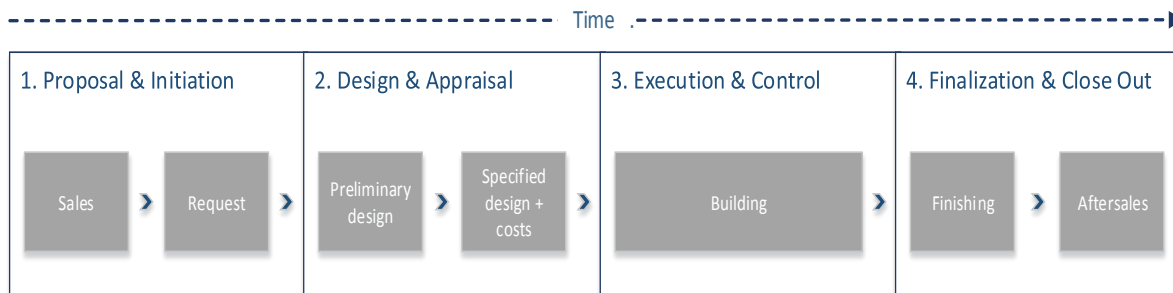 Time .
1. Proposal & Initiation
2. Design & Appraisal
3. Execution & Control
4. Finalization & Close Out
Sales
Request
Preliminary
design
Specified
design +
costs
Building
Finishing
Aftersales